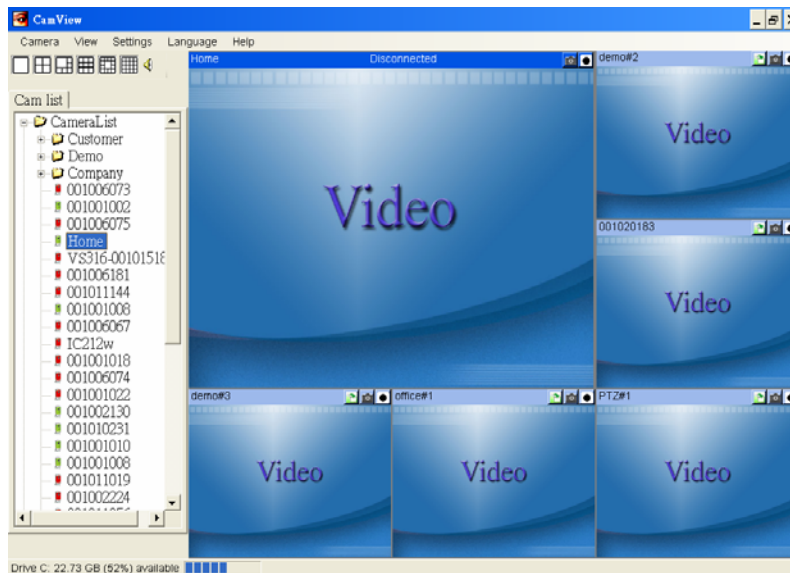 CamView
Camera View Settings Language Help
Cam list
CameraList
Customer
Demo
Company
001006073
001001002
001006075
Home
VS316-00101518
001006181
001011144
001001008
001006067
IC212w
001001018
001006074
001001022
001002130
001010231
001001010
001001008
001011019
001002224
Home Disconnected
Video
demo#2
Video
001020183
Video
demo#3
Video
office#1
Video
PTZ#1
Video
Drive C: 22.73 GB (52%) available